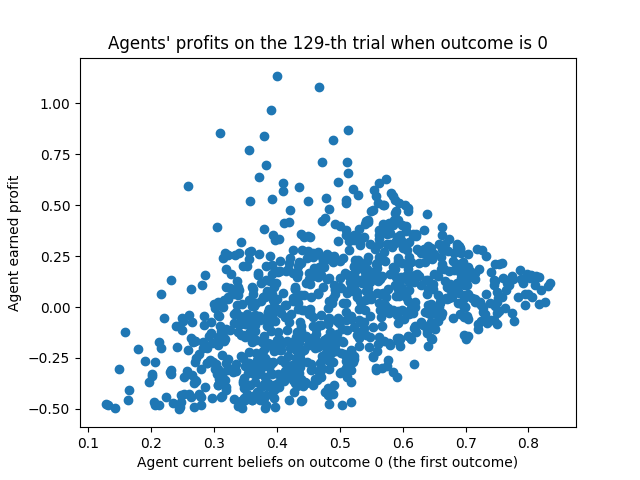 Agents' profits on the 129-th trial when outcome is 0
1.00
0.75
0.50
0.25
0.00
−0.25
−0.50
Agent earned profit
0.1 0.2 0.3 0.4 0.5 0.6 0.7 0.8
Agent current beliefs on outcome 0 (the first outcome)